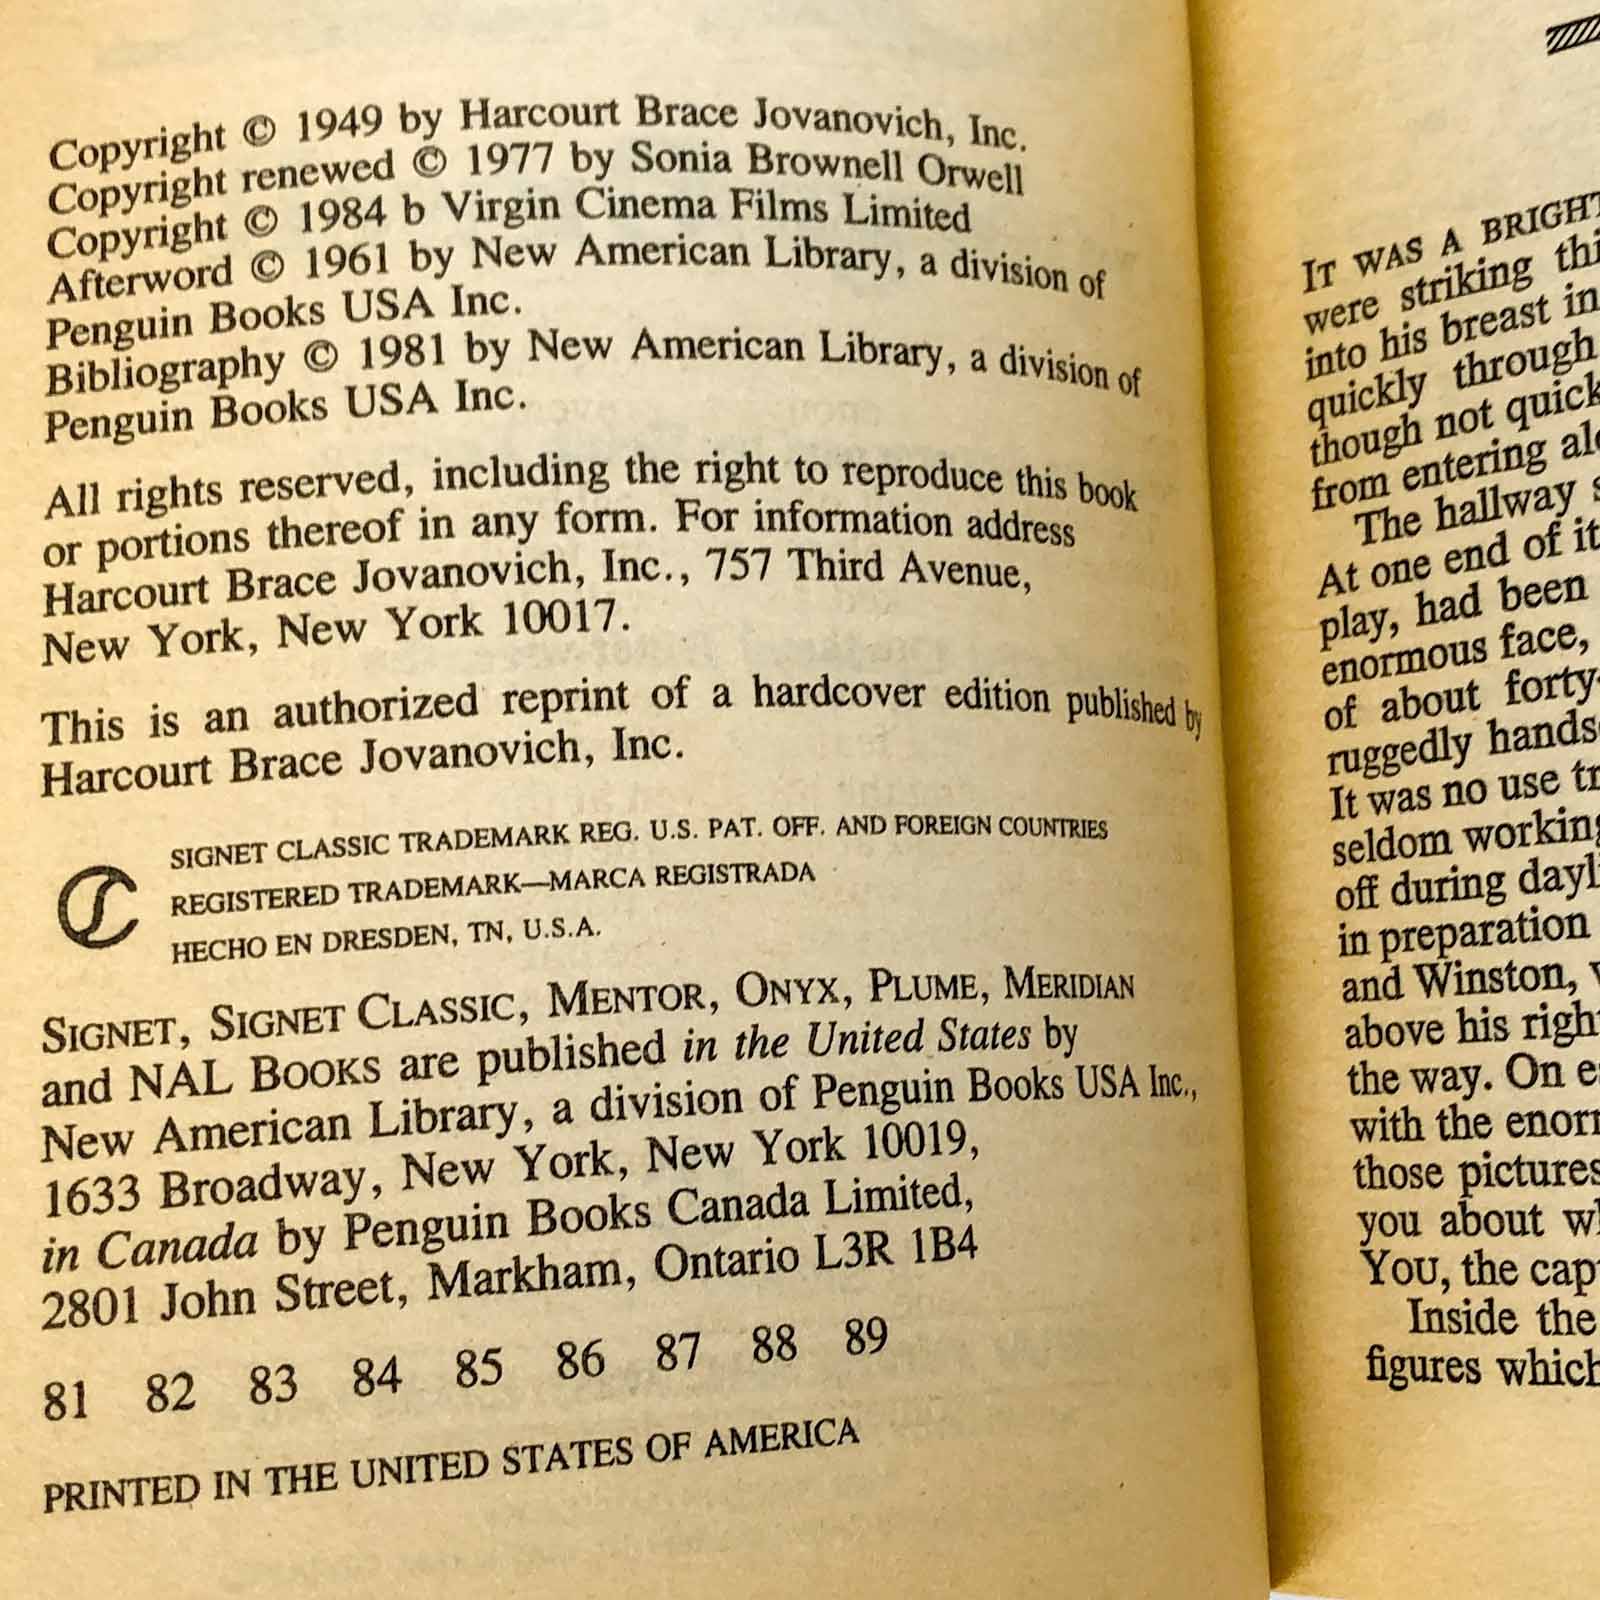 Copyright © 1949 by Harcourt Brace Jovanovich, Inc.
Copyright renewed © 1977 by Sonia Brownell Orwell
Copyright © 1984 b Virgin Cinema Films Limited
Afterword © 1961 by New American Library, a division of
Penguin Books USA Inc.
Bibliography © 1981 by New American Library, a division of
Penguin Books USA Inc.
All rights reserved, including the right to reproduce this book
or portions thereof in any form. For information address
Harcourt Brace Jovanovich, Inc., 757 Third Avenue,
New York, New York 10017.
This is an authorized reprint of a hardcover edition published by
Harcourt Brace Jovanovich, Inc.
SIGNET CLASSIC TRADEMARK REG. U.S. PAT. OFF. AND FOREIGN COUNTRIES
REGISTERED TRADEMARK—MARCA REGISTRADA
HECHO EN DRESDEN, TN, U.S.A.
SIGNET, SIGNET CLASSIC, MENTOR, ONYX, PLUME, MERIDIAN
and NAL BOOKS are published in the United States by
New American Library, a division of Penguin Books USA Inc.,
1633 Broadway, New York, New York 10019,
in Canada by Penguin Books Canada Limited,
2801 John Street, Markham, Ontario L3R 1B4
81 82 83 84 85 86 87 88 89
PRINTED IN THE UNITED STATES OF AMERICA
IT WAS A BRIGHT
were striking
into his breast in
quickly through
though not
from entering
The hallway
At one end of it
play, had been
enormous face,
of about
ruggedly
It was no use
seldom working
off during
in preparation
and Winston,
above his
the way. On
with the
those pictures
you about
YOU, the
Inside the
figures which